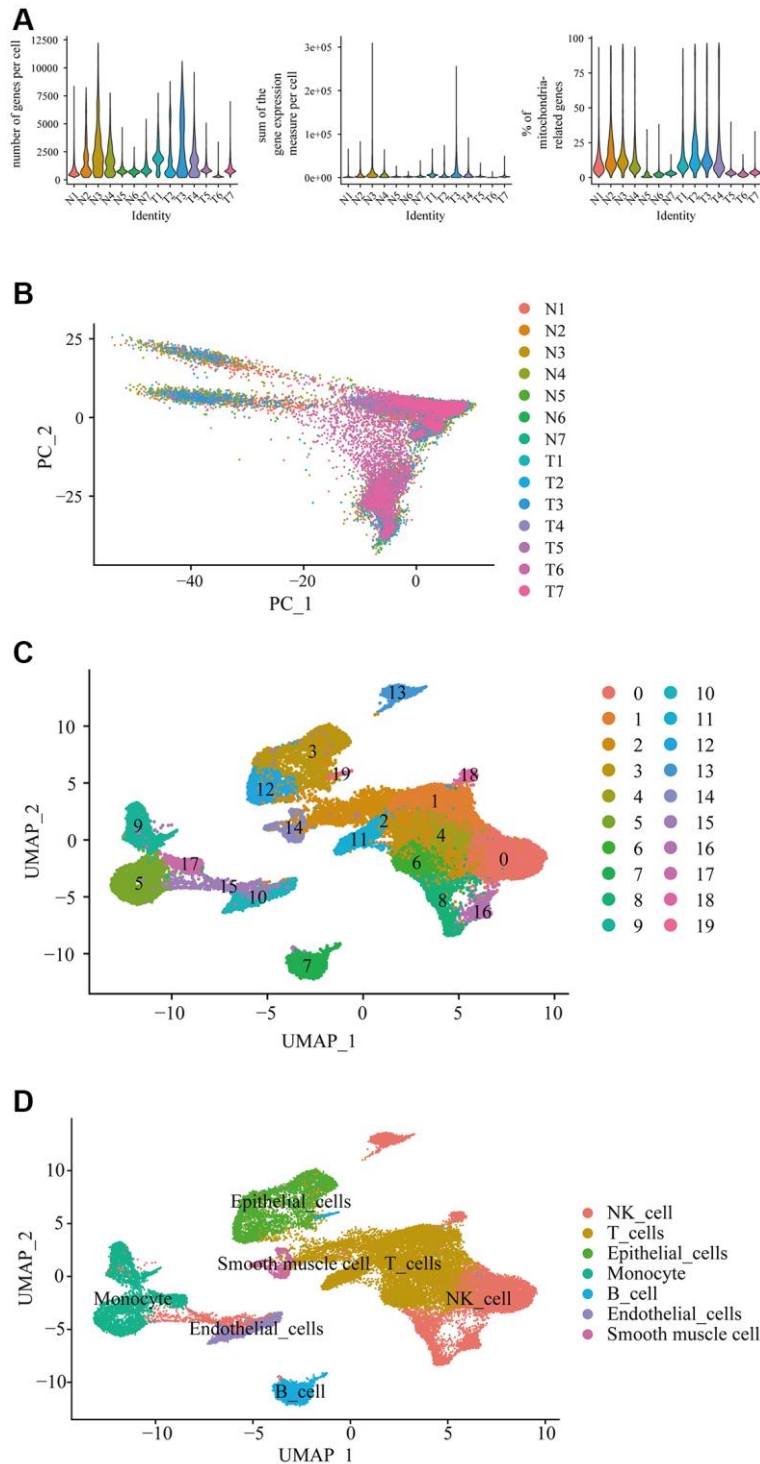 A
number of genes per cell
12500
10000
7500
5000
2500
0
N1 N2 N3 N4 N5 N6 N7 T1 T2 T3 T4 T5 T6 T7
Identity
sum of the
gene expression
measure per cell
3e+05
2e+05
1e+05
0e+00
N1 N2 N3 N4 N5 N6 N7 T1 T2 T3 T4 T5 T6 T7
Identity
% of
mitochondria-
related genes
100
75
50
25
0
N1 N2 N3 N4 N5 N6 N7 T1 T2 T3 T4 T5 T6 T7
Identity
B
PC_2
25
0
−25
−40 −20 0
PC_1
N1
N2
N3
N4
N5
N6
N7
T1
T2
T3
T4
T5
T6
T7
C
UMAP_2
10
5
0
−5
−10
−10 −5 0 5 10
UMAP_1
13
3
19
18
12
1
9
14
2
11
4
17
6
0
5
15
10
8
16
7
0 10
1 11
2 12
3 13
4 14
5 15
6 16
7 17
8 18
9 19
D
UMAP_2
10
5
0
−5
−10
−10 −5 0 5 10
UMAP_1
Epithelial_cells
Smooth muscle cell
T_cells
Monocyte
NK_cell
Endothelial_cells
B_cell
NK_cell
T_cells
Epithelial_cells
Monocyte
B_cell
Endothelial_cells
Smooth muscle cell